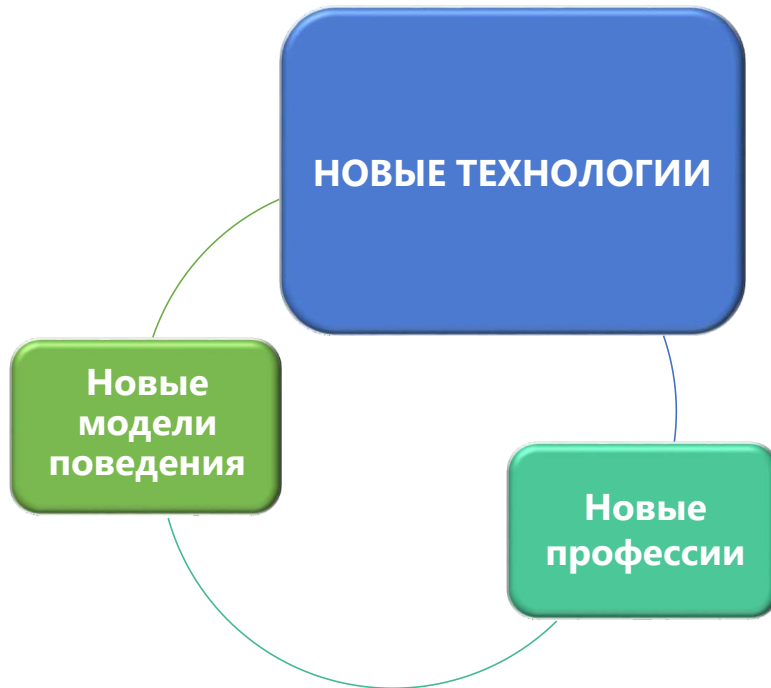 НОВЫЕ ТЕХНОЛОГИИ
Новые
модели
поведения
Новые
профессии